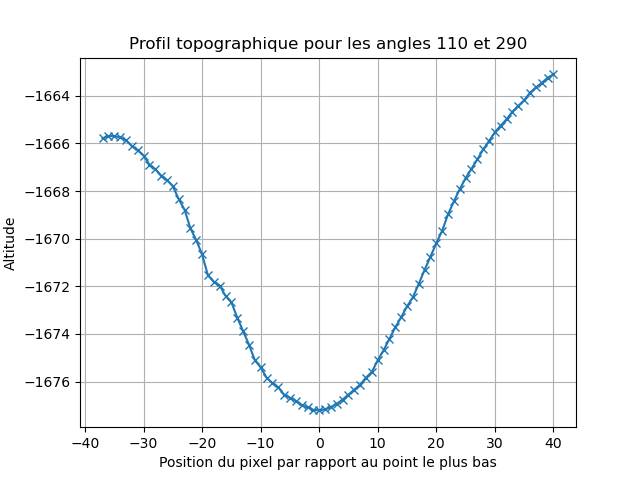 Profil topographique pour les angles 110 et 290
−1664
−1666
−1668
−1670
−1672
−1674
−1676
Altitude
−40 −30 −20 −10 0 10 20 30 40
Position du pixel par rapport au point le plus bas